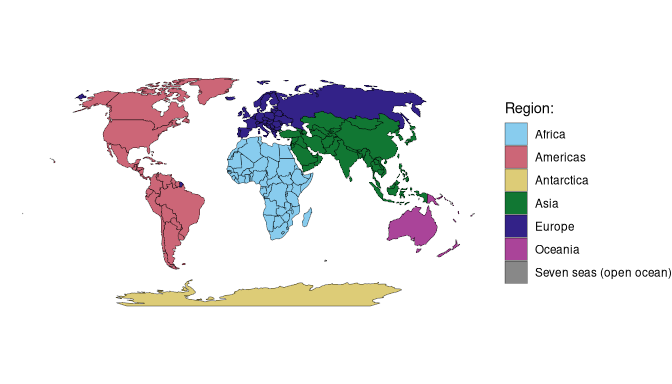 Region:
Africa
Americas
Antarctica
Asia
Europe
Oceania
Seven seas (open ocean)